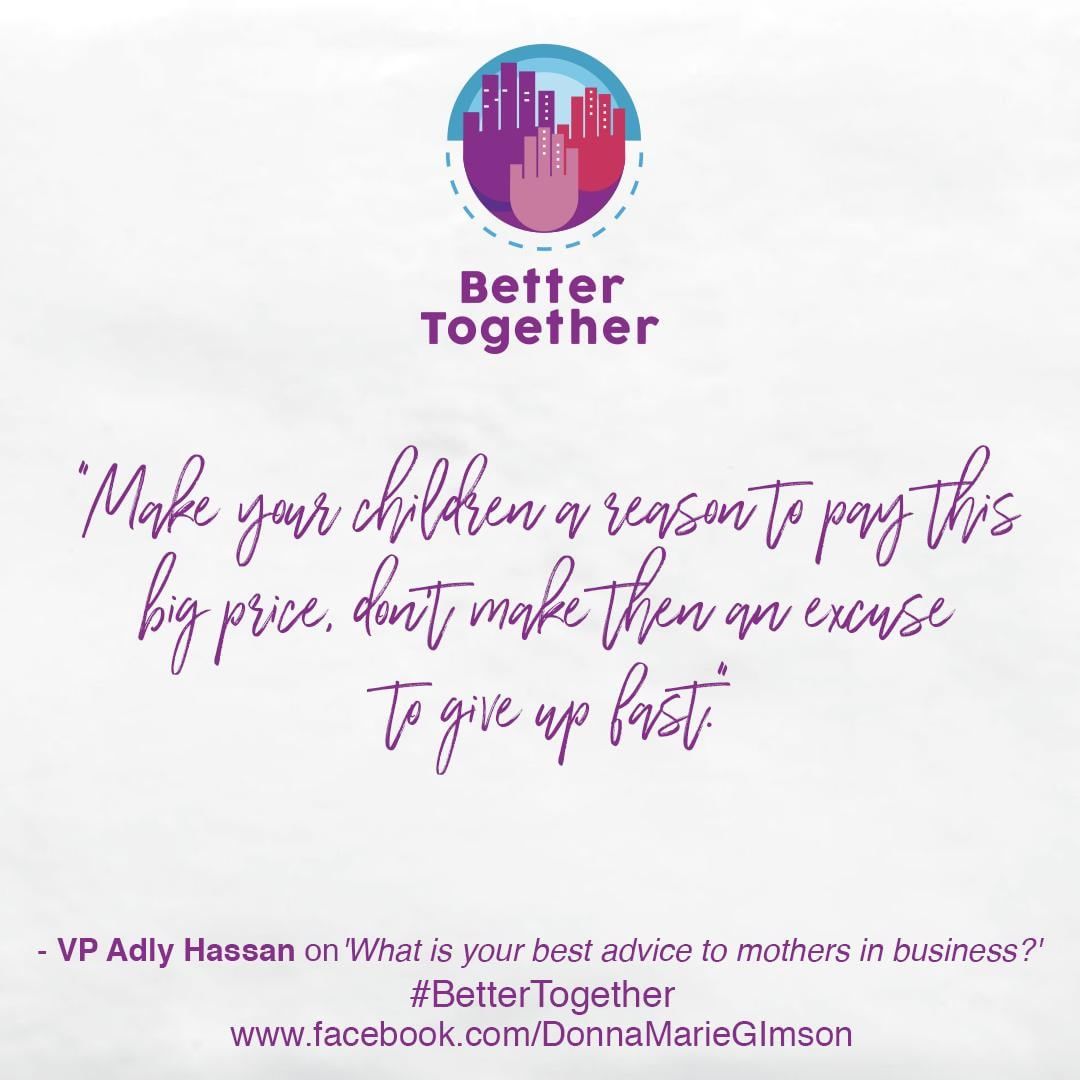 Better
Together
"Make your children a reason to pay this
big price, don't make then an excuse
to give up fast."
- VP Adly Hassan on 'What is your best advice to mothers in business?'
#BetterTogether
www.facebook.com/DonnaMarieGImson